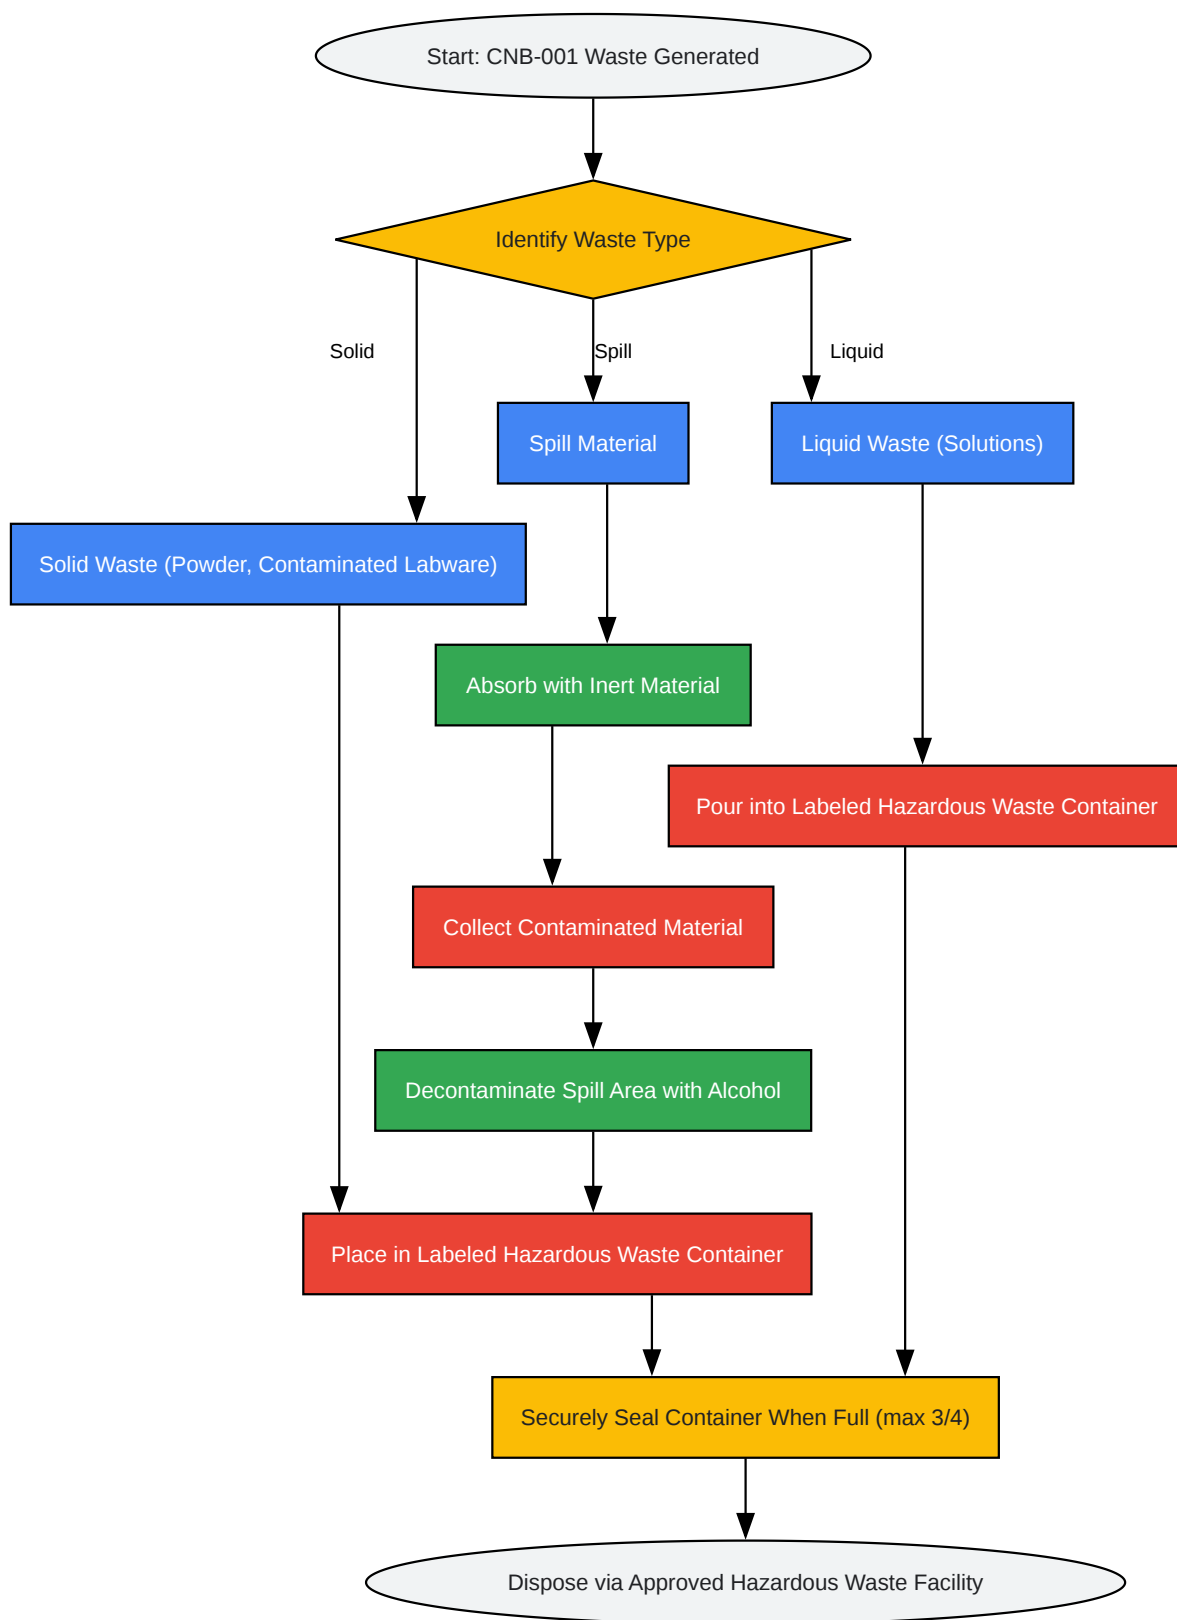 Start: CNB-001 Waste Generated
Identify Waste Type
Solid
Spill
Liquid
Spill Material
Liquid Waste (Solutions)
Solid Waste (Powder, Contaminated Labware)
Absorb with Inert Material
Pour into Labeled Hazardous Waste Container
Collect Contaminated Material
Decontaminate Spill Area with Alcohol
Place in Labeled Hazardous Waste Container
Securely Seal Container When Full (max 3/4)
Dispose via Approved Hazardous Waste Facility